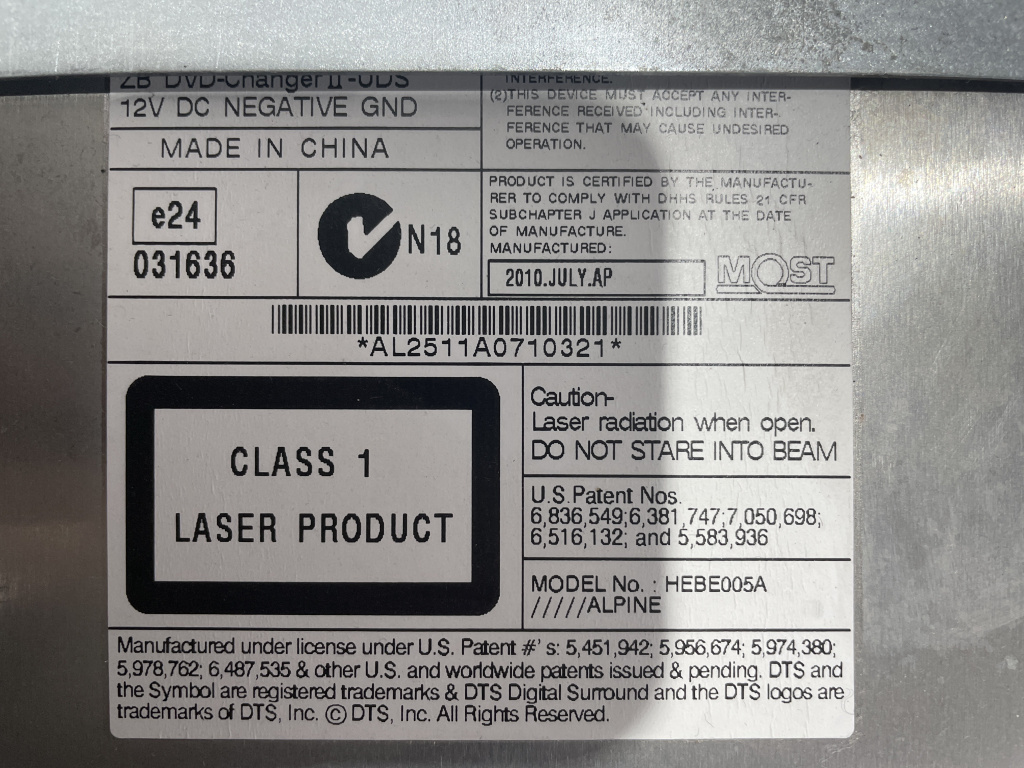 ZB DVD-Changer II-UDS
12V DC NEGATIVE GND
MADE IN CHINA
INTERFERENCE.
(2)THIS DEVICE MUST ACCEPT ANY INTER-
FERENCE RECEIVED INCLUDING INTER-
FERENCE THAT MAY CAUSE UNDESIRED
OPERATION.
e24
031636
N18
PRODUCT IS CERTIFIED BY THE MANUFACTU-
RER TO COMPLY WITH DHHS RULES 21 CFR
SUBCHAPTER J APPLICATION AT THE DATE
OF MANUFACTURE.
MANUFACTURED:
2010.JULY.AP
MOST
*AL2511A0710321*
CLASS 1
LASER PRODUCT
Caution-
Laser radiation when open.
DO NOT STARE INTO BEAM
U.S.Patent Nos.
6,836,549;6,381,747;7,050,698;
6,516,132; and 5,583,936
MODEL No. : HEBE005A
/////ALPINE
Manufactured under license under U.S. Patent #' s: 5,451,942; 5,956,674; 5,974,380;
5,978,762; 6,487,535 & other U.S. and worldwide patents issued & pending. DTS and
the Symbol are registered trademarks & DTS Digital Surround and the DTS logos are
trademarks of DTS, Inc. © DTS, Inc. All Rights Reserved.